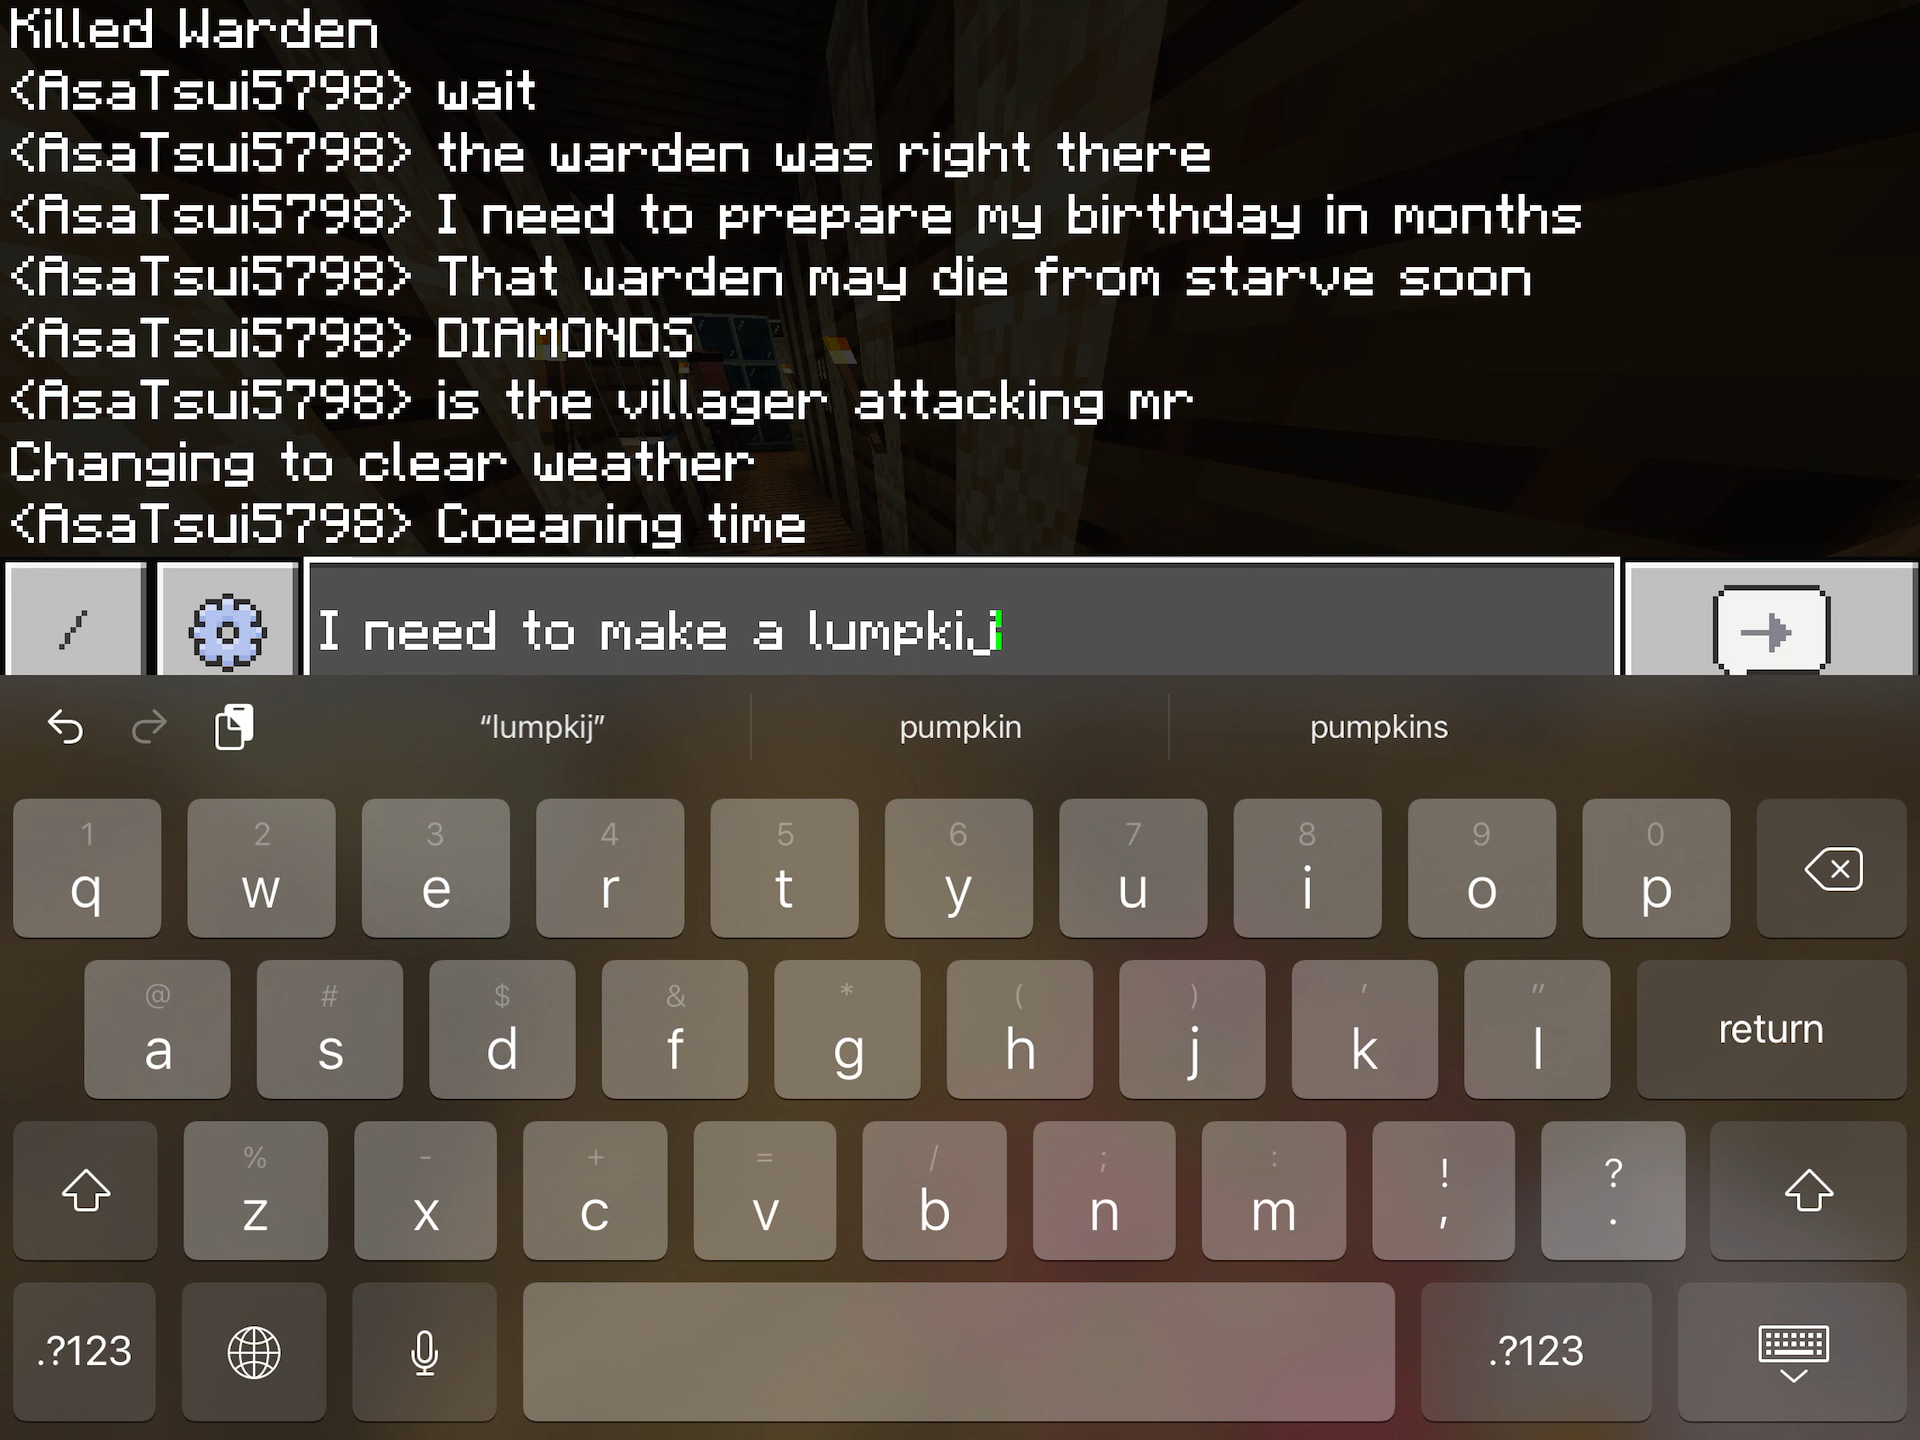 Killed Warden
<AsaTsui5798> wait
<AsaTsui5798> the warden was right there
<AsaTsui5798> I need to prepare my birthday in months
<AsaTsui5798> That warden may die from starve soon
<AsaTsui5798> DIAMONDS
<AsaTsui5798> is the villager attacking mr
Changing to clear weather
<AsaTsui5798> Coeaning time
/ I need to make a lumpkij
“lumpkij” pumpkin pumpkins
1 2 3 4 5 6 7 8 9 0
q w e r t y u i o p
@ # $ & * ( ) ' "
a s d f g h j k l return
% - + = / ; : ! ?
z x c v b n m , .
.?123 .?123